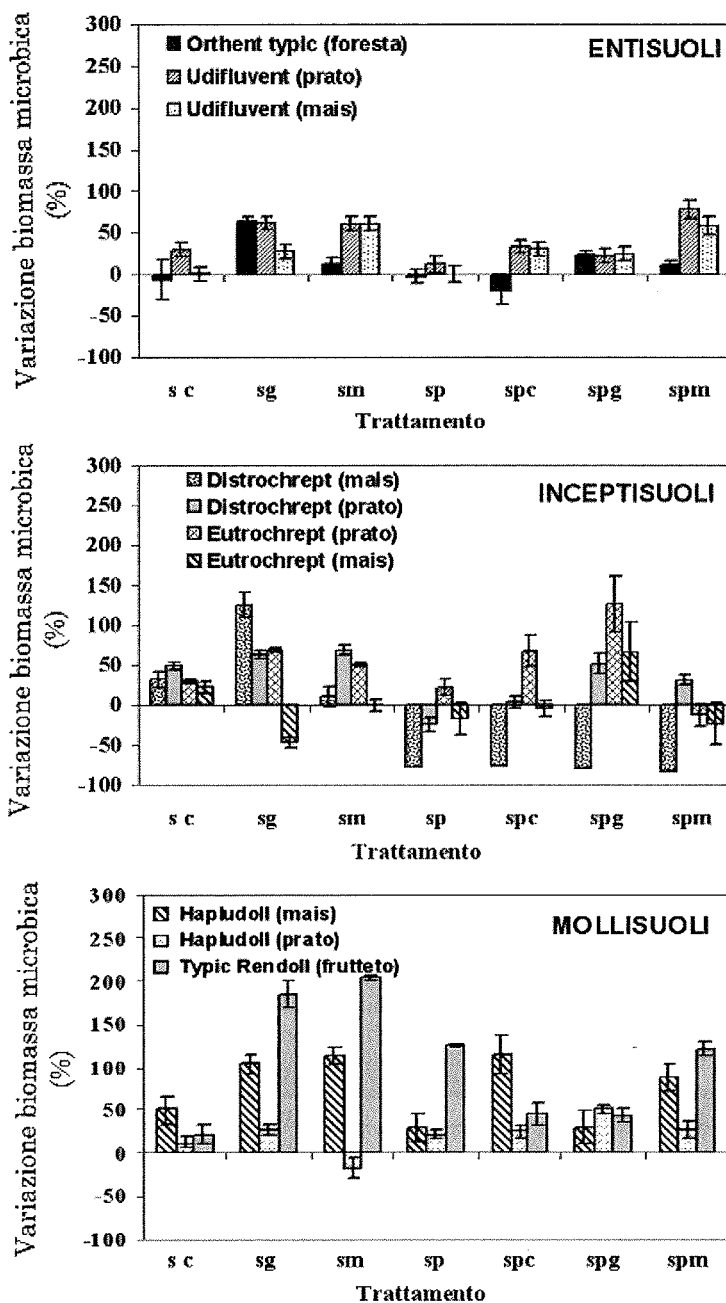 Variazione biomassa microbica
(%)
300
250
200
150
100
50
0
-50
-100
Orthent typic (foresta)
Udifluvent (prato)
Udifluvent (mais)
ENTISUOLI
s c sg sm sp spc spg spm
Trattamento
Variazione biomassa microbica
(%)
300
250
200
150
100
50
0
-50
-100
Distrochrept (mais)
Distrochrept (prato)
Eutrochrept (prato)
Eutrochrept (mais)
INCEPTISUOLI
s c sg sm sp spc spg spm
Trattamento
Variazione biomassa microbica
(%)
300
250
200
150
100
50
0
-50
-100
Hapludoll (mais)
Hapludoll (prato)
Typic Rendoll (frutteto)
MOLLISUOLI
s c sg sm sp spc spg spm
Trattamento